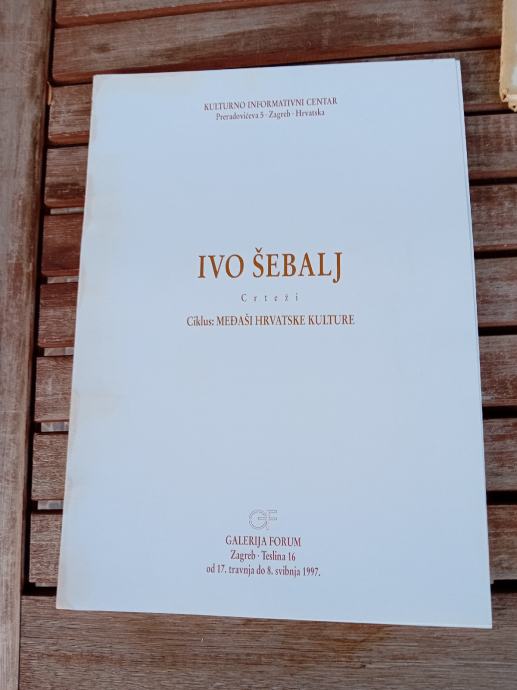 KULTURNO INFORMATIVNI CENTAR
Preradovićeva 5 · Zagreb · Hrvatska
IVO ŠEBALJ
Crteži
Ciklus: MEĐAŠI HRVATSKE KULTURE
GF
GALERIJA FORUM
Zagreb · Teslina 16
od 17. travnja do 8. svibnja 1997.